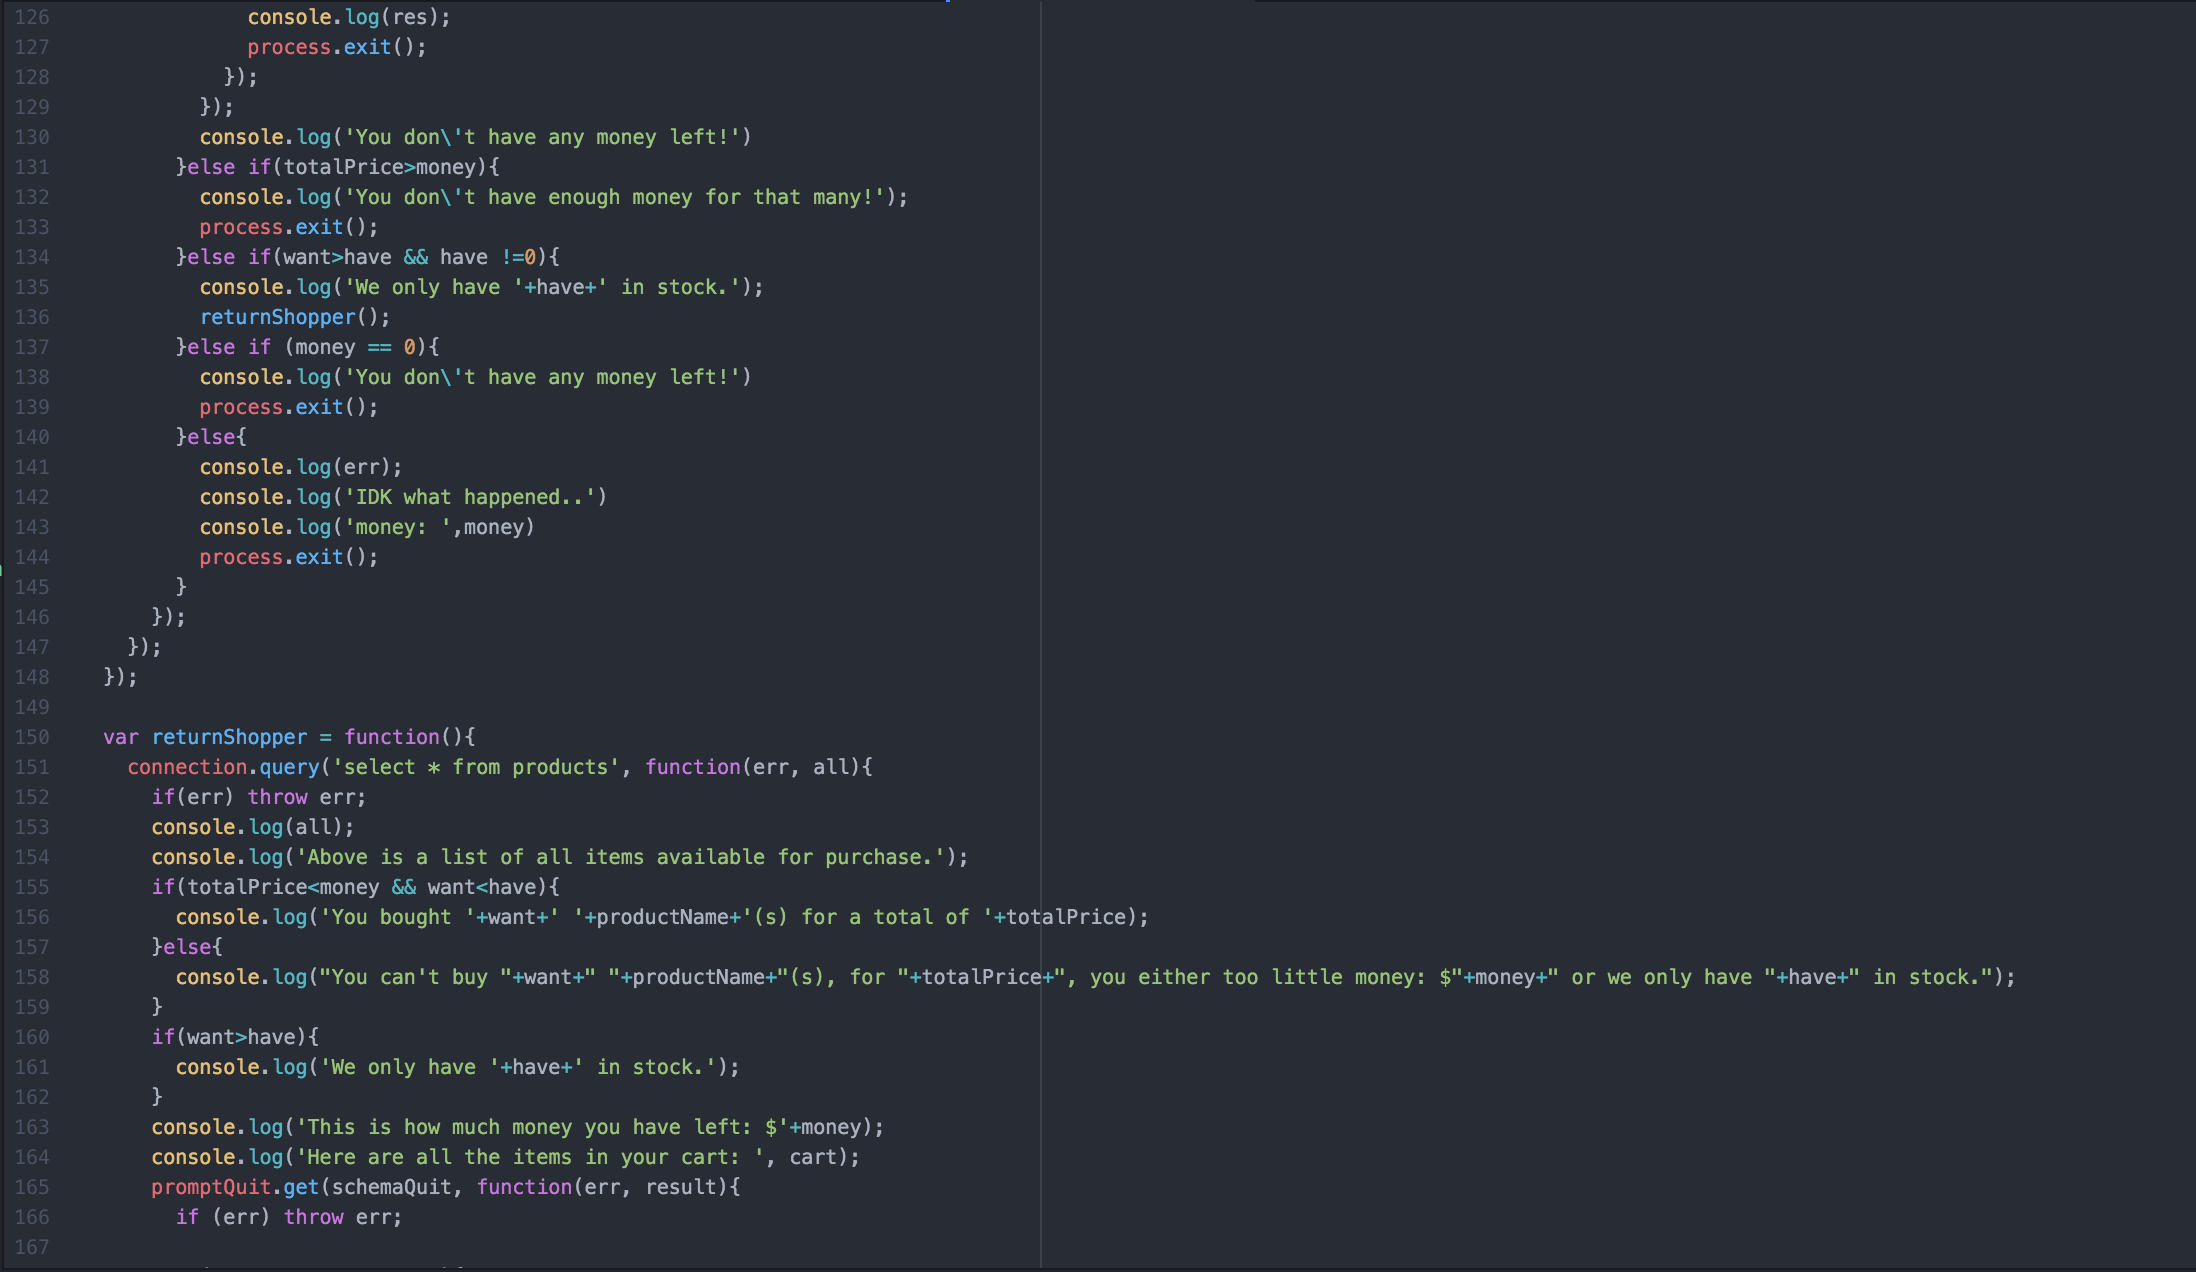 126 console.log(res);
127 process.exit();
128 });
129 });
130 console.log('You don\'t have any money left!')
131 }else if(totalPrice>money){
132 console.log('You don\'t have enough money for that many!');
133 process.exit();
134 }else if(want>have && have !=0){
135 console.log('We only have '+have+' in stock.');
136 returnShopper();
137 }else if (money == 0){
138 console.log('You don\'t have any money left!')
139 process.exit();
140 }else{
141 console.log(err);
142 console.log('IDK what happened..')
143 console.log('money: ',money)
144 process.exit();
145 }
146 });
147 });
148 });
149
150 var returnShopper = function(){
151 connection.query('select * from products', function(err, all){
152 if(err) throw err;
153 console.log(all);
154 console.log('Above is a list of all items available for purchase.');
155 if(totalPrice<money && want<have){
156 console.log('You bought '+want+' '+productName+'(s) for a total of '+totalPrice);
157 }else{
158 console.log("You can't buy "+want+" "+productName+"(s), for "+totalPrice+", you either too little money: $"+money+" or we only have "+have+" in stock.");
159 }
160 if(want>have){
161 console.log('We only have '+have+' in stock.');
162 }
163 console.log('This is how much money you have left: $'+money);
164 console.log('Here are all the items in your cart: ', cart);
165 promptQuit.get(schemaQuit, function(err, result){
166 if (err) throw err;
167